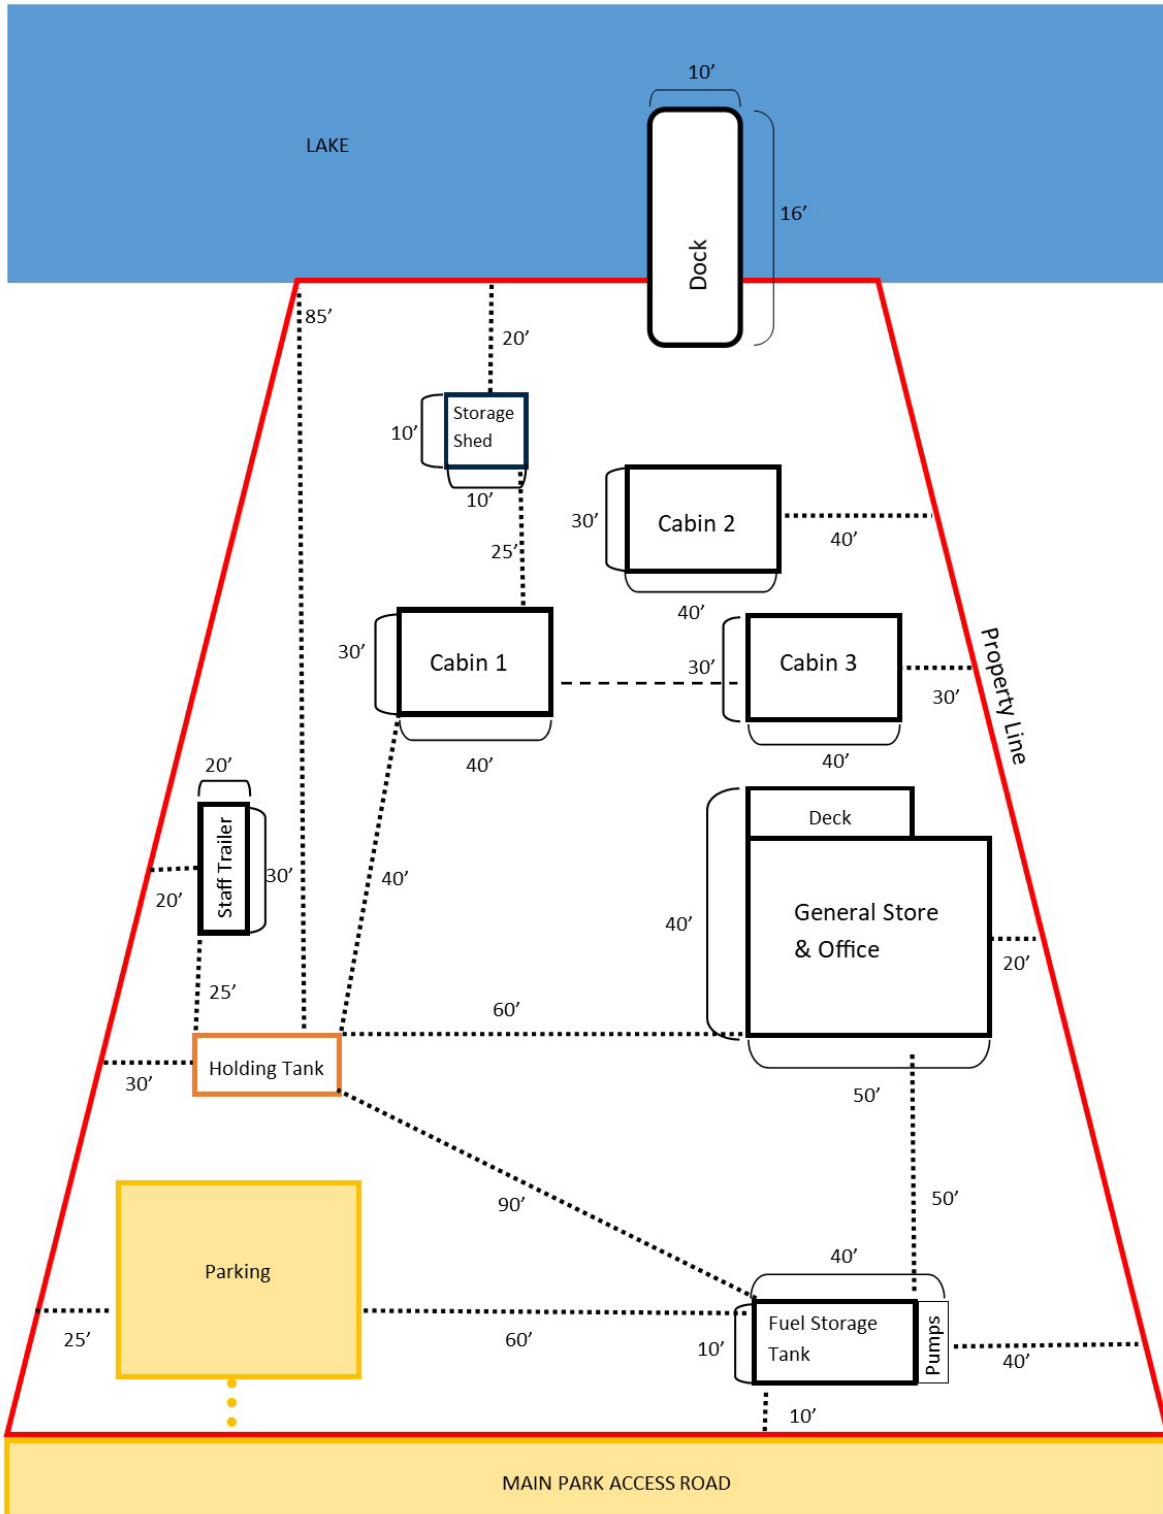 10’
LAKE
16’
Dock
85’
20’
Storage
Shed
10’
10’
30’
Cabin 2
40’
25’
40’
30’
Cabin 1
30’
Cabin 3
30’
Property Line
40’
40’
20’
Staff Trailer
30’
20’
40’
Deck
40’
General Store
& Office
20’
25’
60’
Holding Tank
30’
50’
90’
50’
40’
Parking
25’
60’
10’
Fuel Storage
Tank
Pumps
40’
10’
MAIN PARK ACCESS ROAD